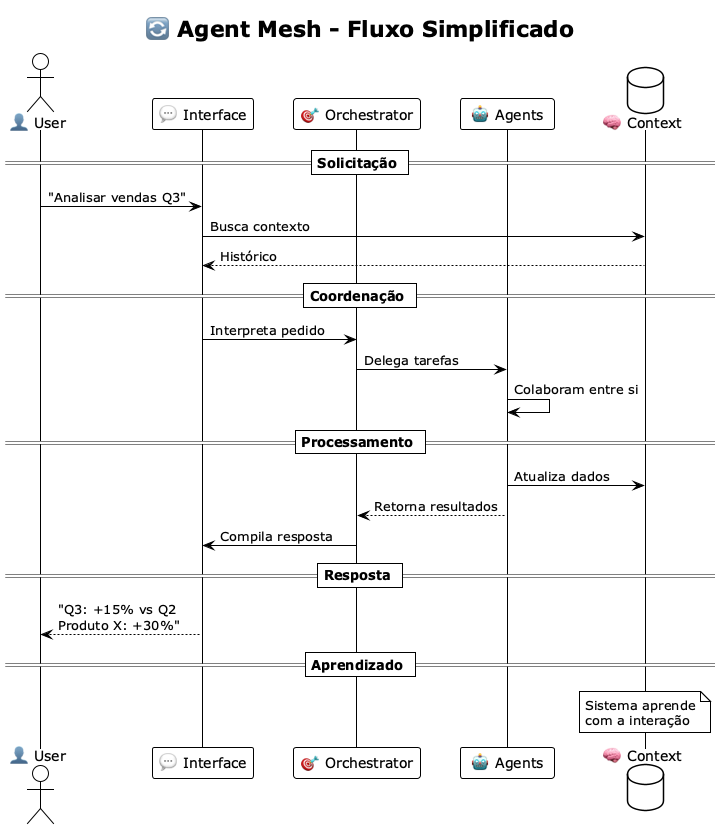 🔄 Agent Mesh - Fluxo Simplificado
👤 User
💬 Interface
🎯 Orchestrator
🤖 Agents
🧠 Context
Solicitação
"Analisar vendas Q3"
Busca contexto
Histórico
Coordenação
Interpreta pedido
Delega tarefas
Colaboram entre si
Processamento
Atualiza dados
Retorna resultados
Compila resposta
Resposta
"Q3: +15% vs Q2
Produto X: +30%"
Aprendizado
Sistema aprende
com a interação
👤 User
💬 Interface
🎯 Orchestrator
🤖 Agents
🧠 Context